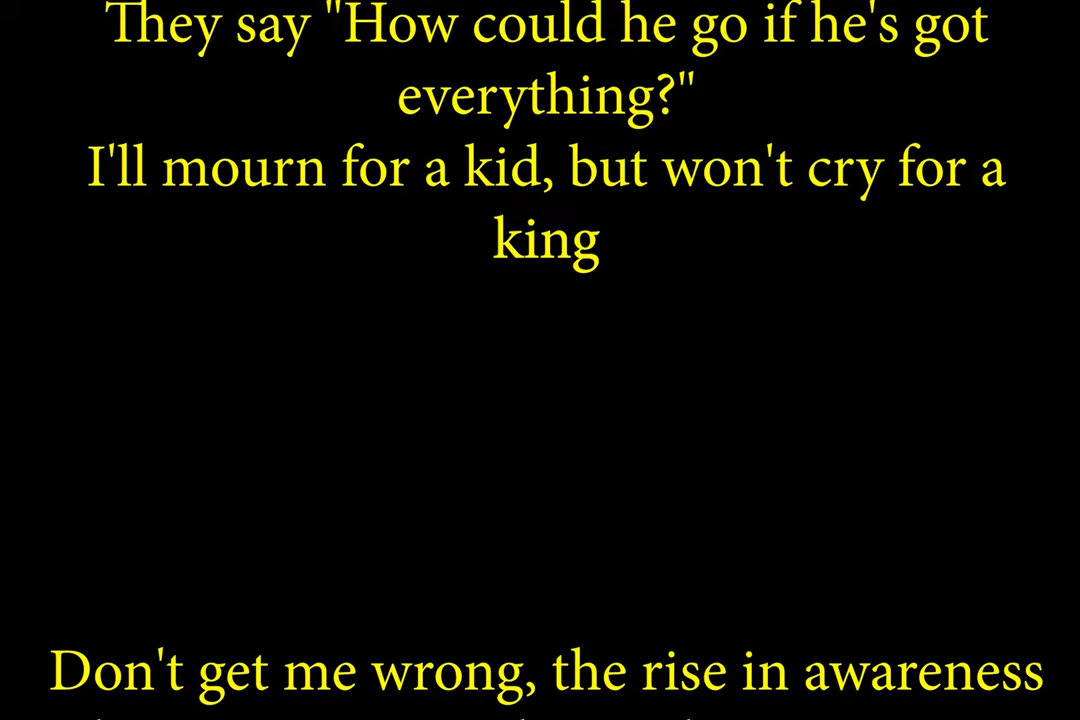 They say "How could he go if he's got
everything?"
I'll mourn for a kid, but won't cry for a
king
Don't get me wrong, the rise in awareness